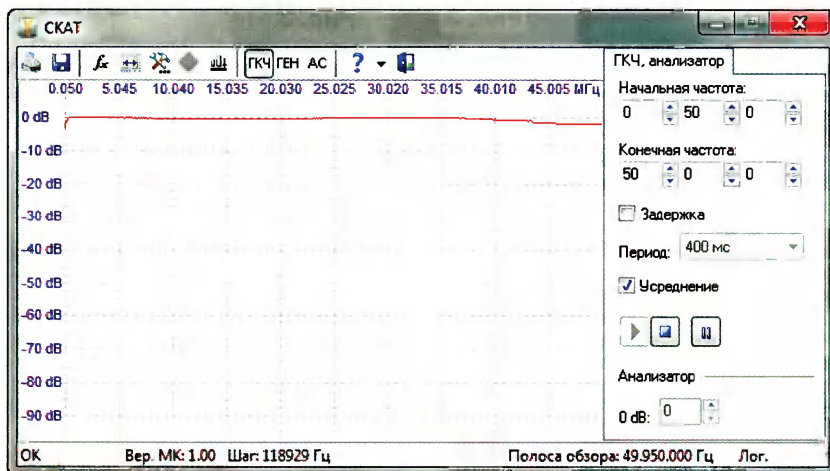 СКАТ
fx ГКЧ ГЕН АС ?
ГКЧ, анализатор
0.050 5.045 10.040 15.035 20.030 25.025 30.020 35.015 40.010 45.005 МГц
0 dB
-10 dB
-20 dB
-30 dB
-40 dB
-50 dB
-60 dB
-70 dB
-80 dB
-90 dB
Начальная частота:
0 50 0
Конечная частота:
50 0 0
Задержка
Период: 400 мс
Усреднение
Анализатор
0 dB: 0
OK Вер. МК: 1.00 Шаг: 118929 Гц Полоса обзора: 49.950.000 Гц Лог.